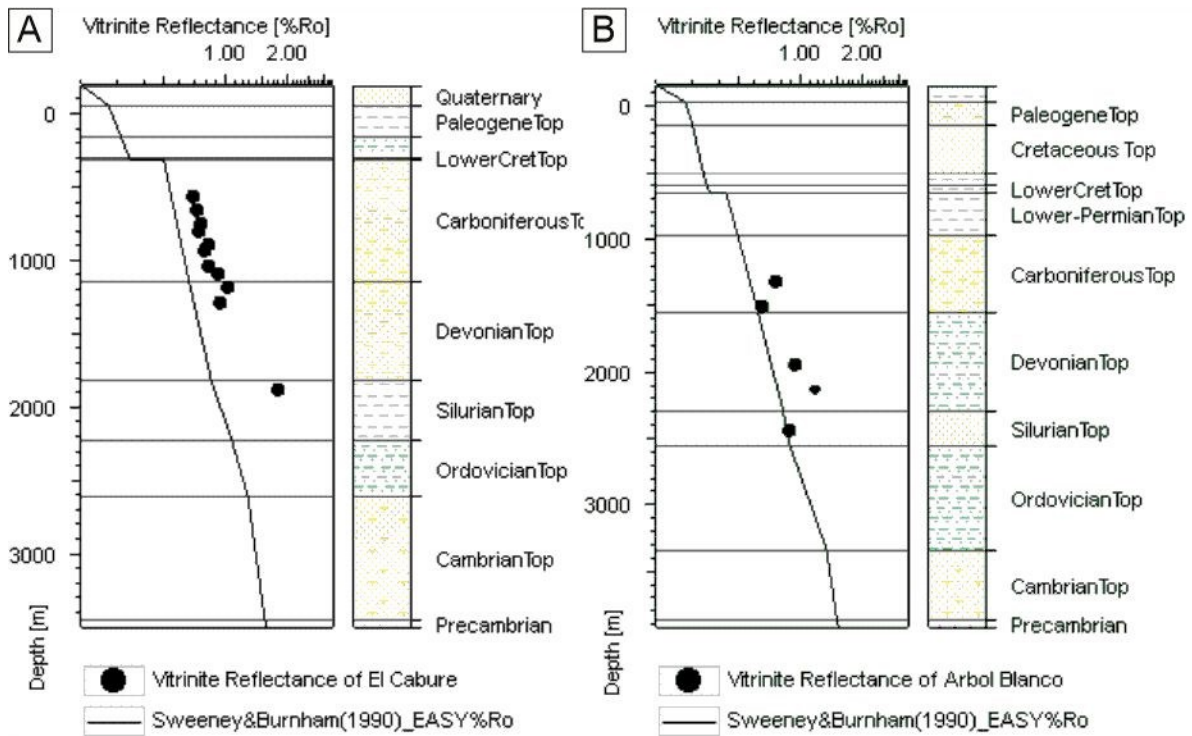 A
Vitrinite Reflectance [%Ro]
1.00 2.00
0
1000
2000
3000
Depth [m]
Quaternary
PaleogeneTop
LowerCretTop
CarboniferousTo
DevonianTop
SilurianTop
OrdovicianTop
CambrianTop
Precambrian
Vitrinite Reflectance of El Cabure
Sweeney&Burnham(1990)_EASY%Ro
B
Vitrinite Reflectance [%Ro]
1.00 2.00
0
1000
2000
3000
Depth [m]
PaleogeneTop
Cretaceous Top
LowerCretTop
Lower-PermianTop
CarboniferousTop
DevonianTop
SilurianTop
OrdovicianTop
CambrianTop
Precambrian
Vitrinite Reflectance of Arbol Blanco
Sweeney&Burnham(1990)_EASY%Ro